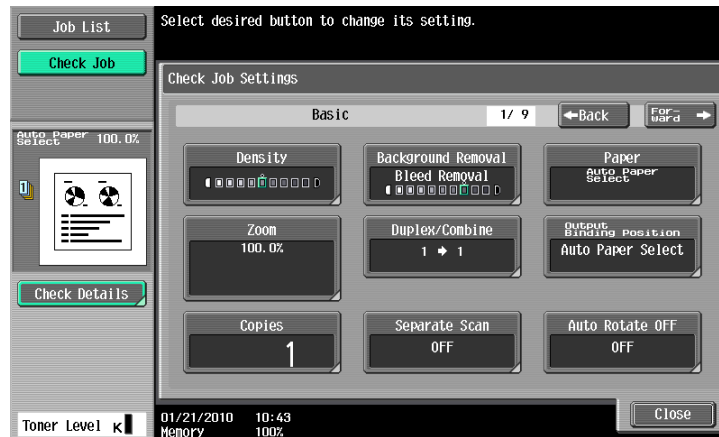 Job List
Select desired button to change its setting.
Check Job
Check Job Settings
Basic
1/ 9
←Back
For-
ward →
Auto Paper
Select
100.0%
Density
Background Removal
Bleed Removal
Paper
Auto Paper
Select
Zoom
100.0%
Duplex/Combine
1 → 1
Output
Binding Position
Auto Paper Select
Check Details
Copies
1
Separate Scan
OFF
Auto Rotate OFF
OFF
Close
Toner Level K
01/21/2010 10:43
Memory 100%